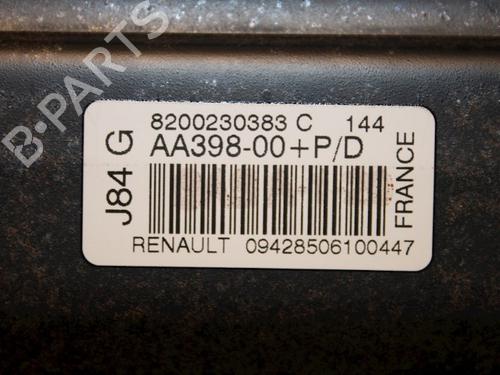 B-PARTS
J84 G
8200230383 C 144
AA398-00+P/D
RENAULT 09428506100447
FRANCE